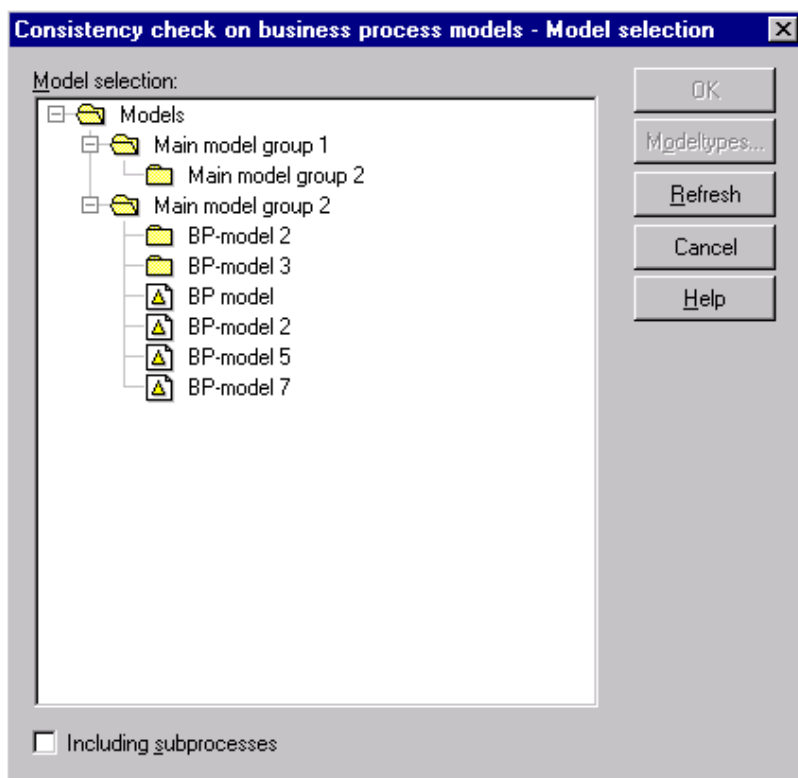 Consistency check on business process models - Model selection
Model selection:
OK
Models
Main model group 1
Modeltypes...
Main model group 2
Refresh
Main model group 2
BP-model 2
Cancel
BP-model 3
BP model
Help
BP-model 2
BP-model 5
BP-model 7
Including subprocesses